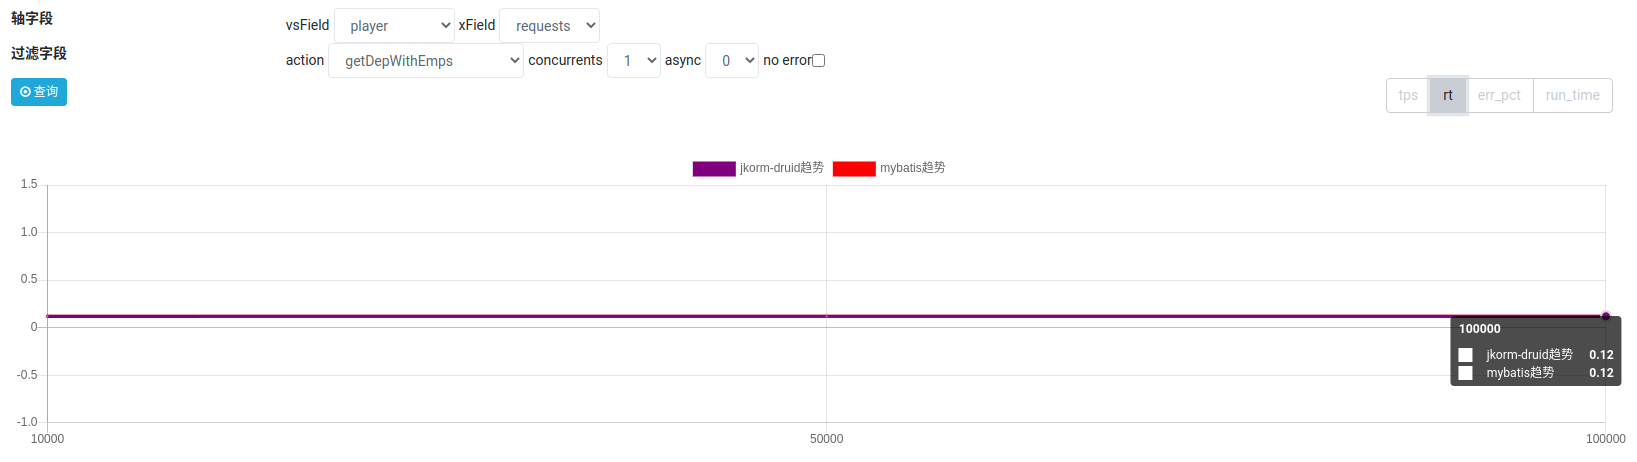 轴字段
vsField player xField requests
过滤字段
action getDepWithEmps concurrents 1 async 0 no error
查询
tps rt err_pct run_time
jkorm-druid趋势 mybatis趋势
1.5
1.0
0.5
0
-0.5
-1.0
100000
jkorm-druid趋势 0.12
mybatis趋势 0.12
10000 50000 100000